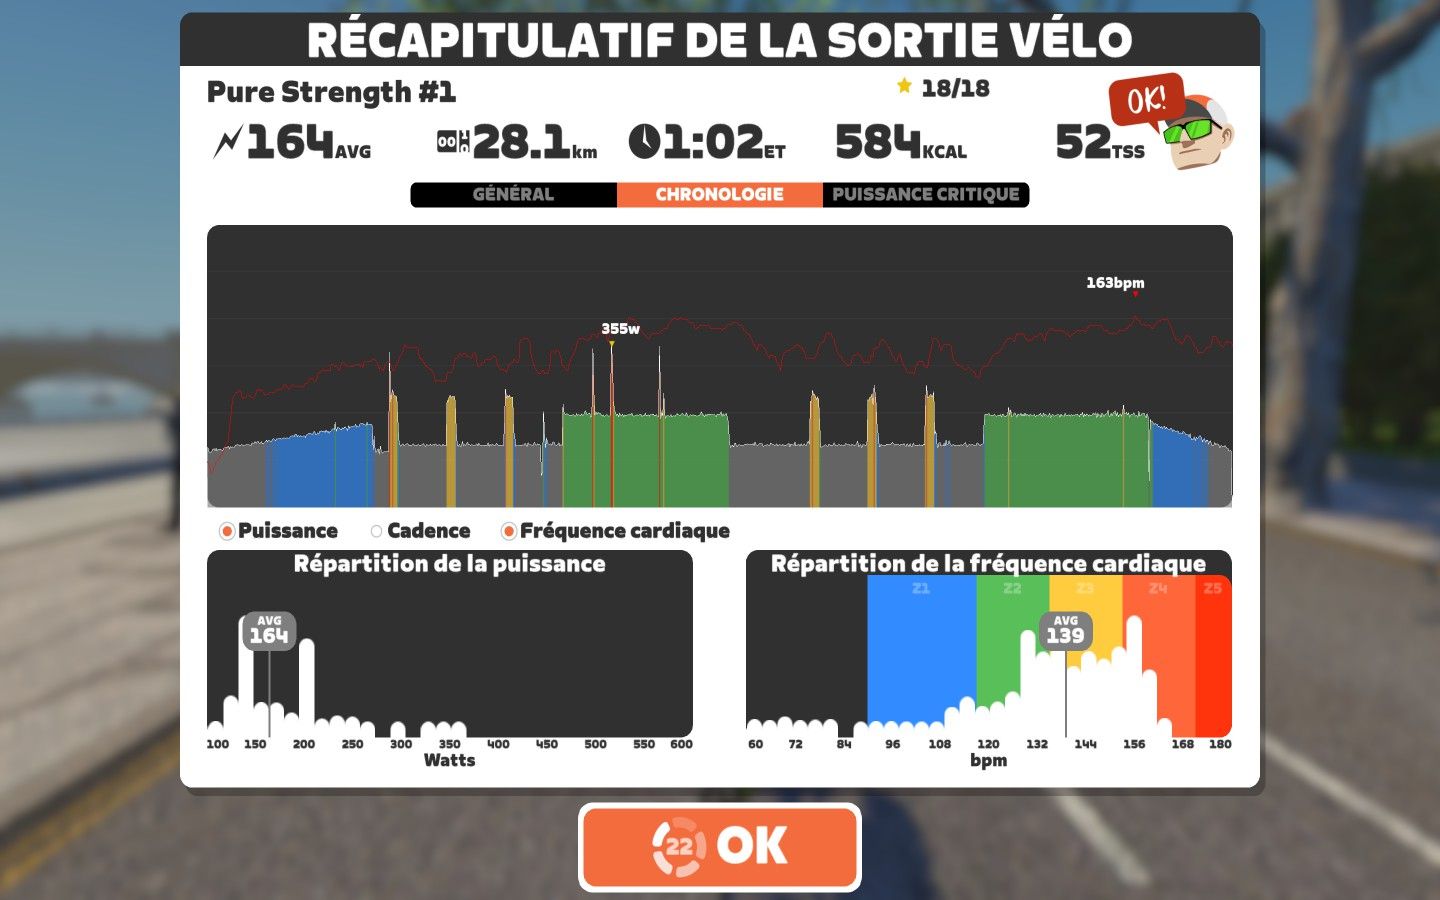 RÉCAPITULATIF DE LA SORTIE VÉLO
Pure Strength #1
18/18
OK!
164AVG
28.1km
1:02ET
584KCAL
52TSS
GÉNÉRAL
CHRONOLOGIE
PUISSANCE CRITIQUE
163bpm
355w
Puissance
Cadence
Fréquence cardiaque
Répartition de la puissance
AVG
164
100 150 200 250 300 350 400 450 500 550 600
Watts
Répartition de la fréquence cardiaque
Z1 Z2 Z3 Z4 Z5
AVG
139
60 72 84 96 108 120 132 144 156 168 180
bpm
22 OK